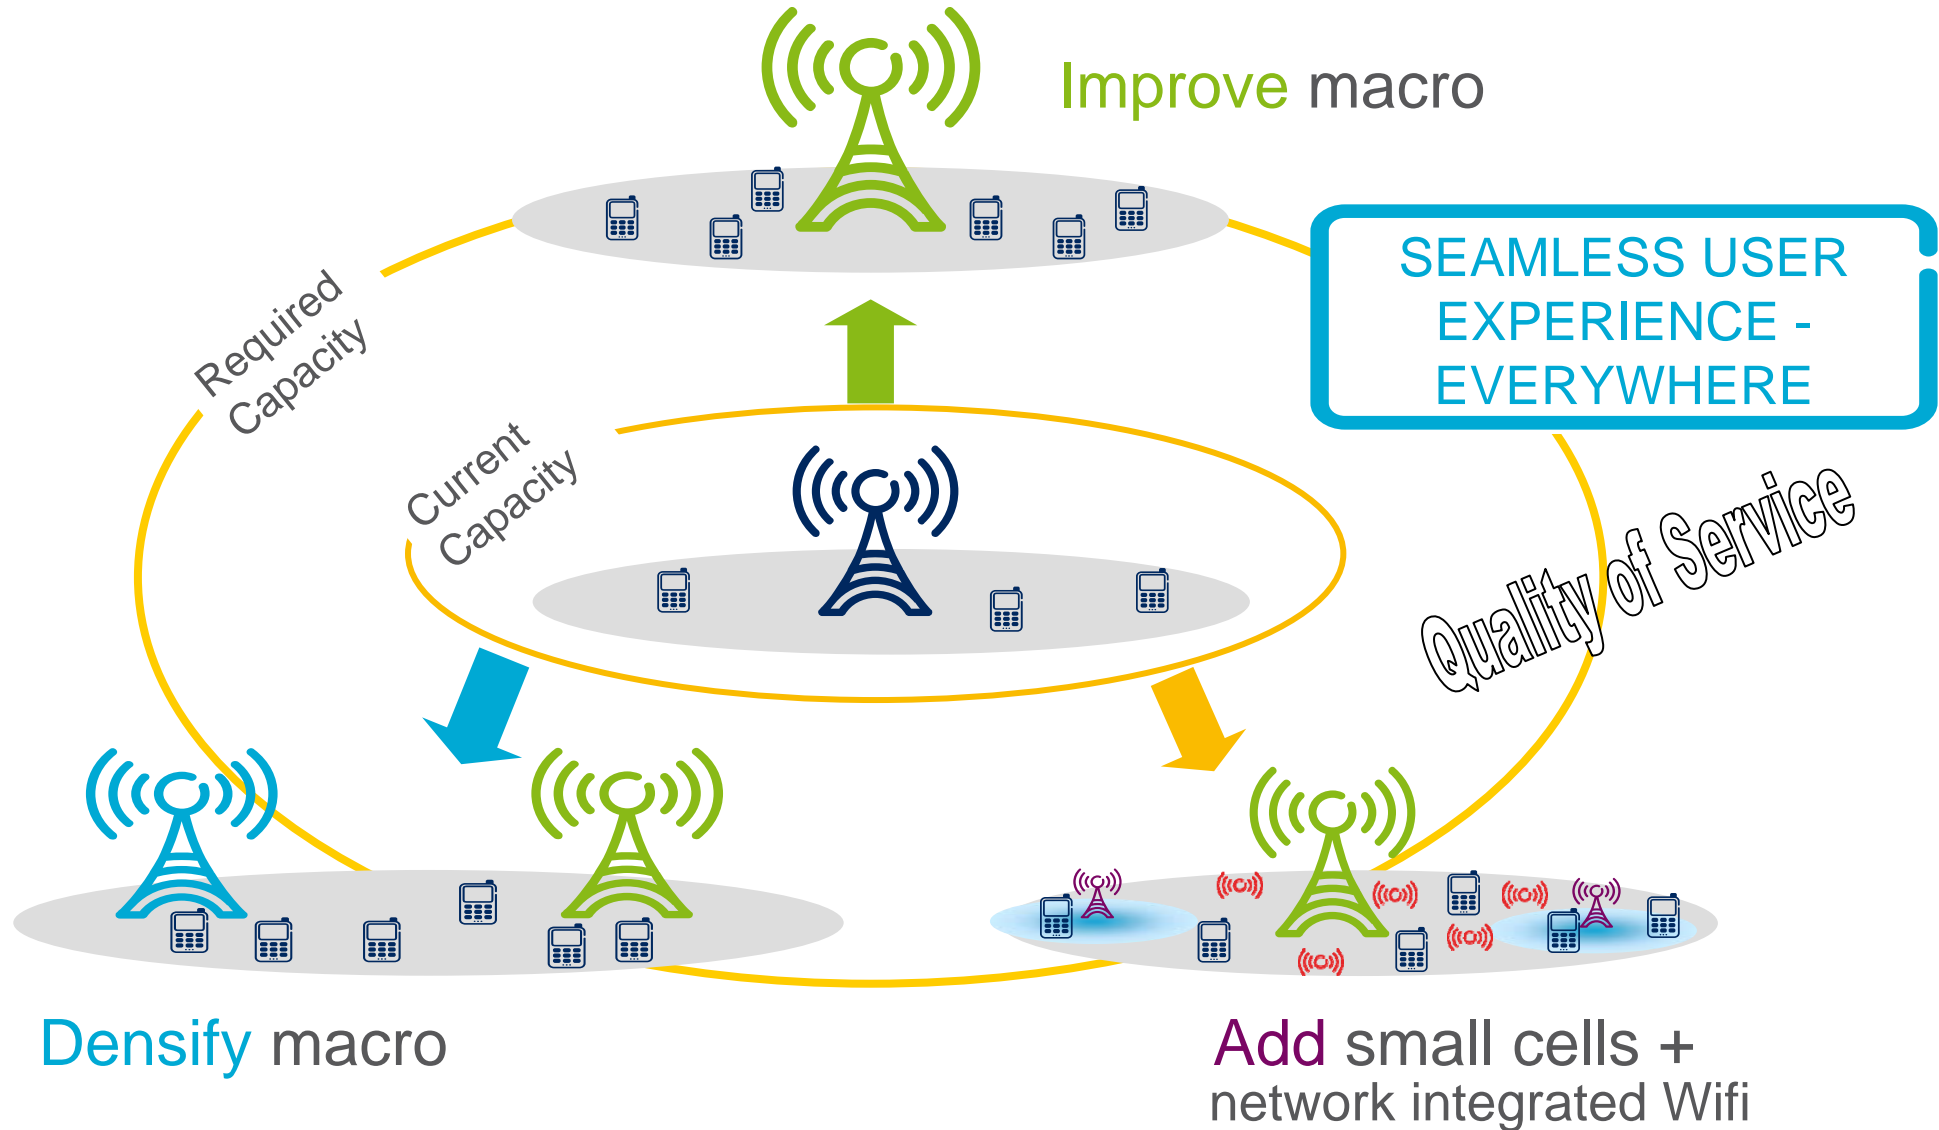 Improve macro
SEAMLESS USER
EXPERIENCE -
EVERYWHERE
Required
Capacity
Current
Capacity
Quality of Service
Densify macro
Add small cells +
network integrated Wifi